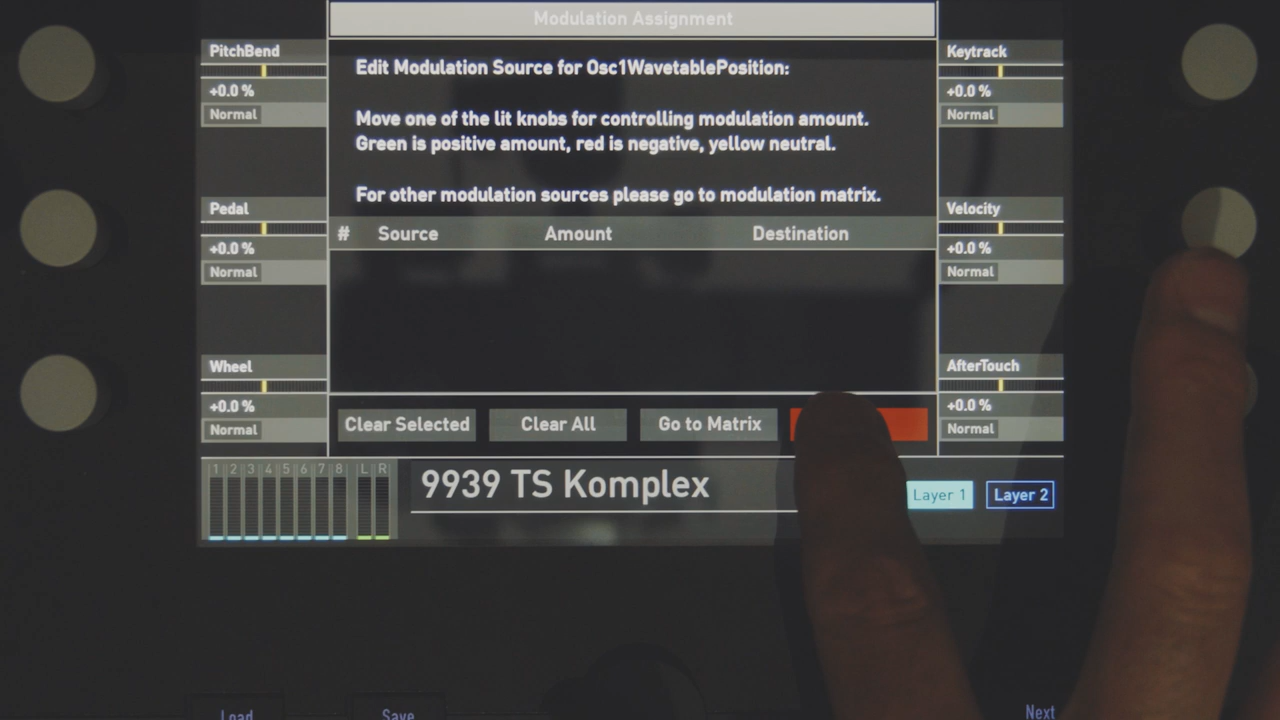 Modulation Assignment
PitchBend
+0.0 %
Normal
Edit Modulation Source for Osc1WavetablePosition:
Move one of the lit knobs for controlling modulation amount.
Green is positive amount, red is negative, yellow neutral.
For other modulation sources please go to modulation matrix.
Keytrack
+0.0 %
Normal
Pedal
+0.0 %
Normal
# Source Amount Destination
Velocity
+0.0 %
Normal
Wheel
+0.0 %
Normal
AfterTouch
+0.0 %
Normal
Clear Selected Clear All Go to Matrix
1 2 3 4 5 6 7 8 L R
9939 TS Komplex
Layer 1 Layer 2
Load Save Next